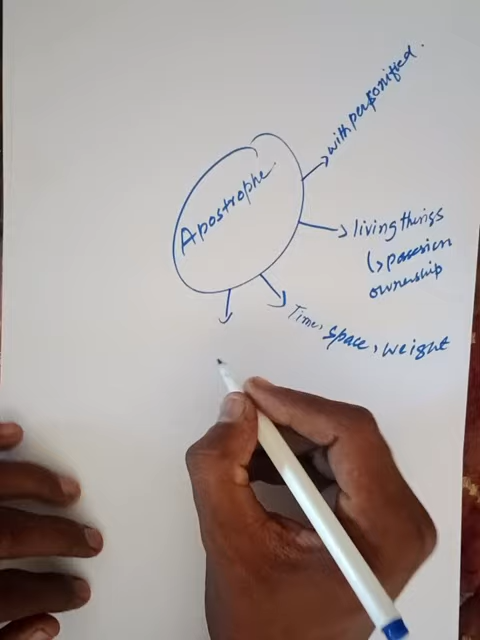 with personified.
Apostrophe
living things
↳ possession
ownership
Time, space, weight